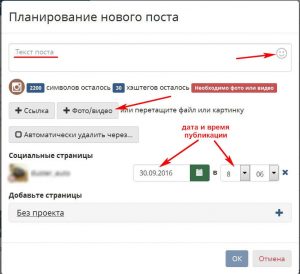 Планирование нового поста
Текст поста
2200 символов осталось 30 хэштегов осталось Необходимо фото или видео
+ Ссылка + Фото/видео или перетащите файл или картинку
Автоматически удалить через...
дата и время
публикации
Социальные страницы
duster_auto 30.09.2016 в 8 06
Добавьте страницы
Без проекта
ОК Отмена